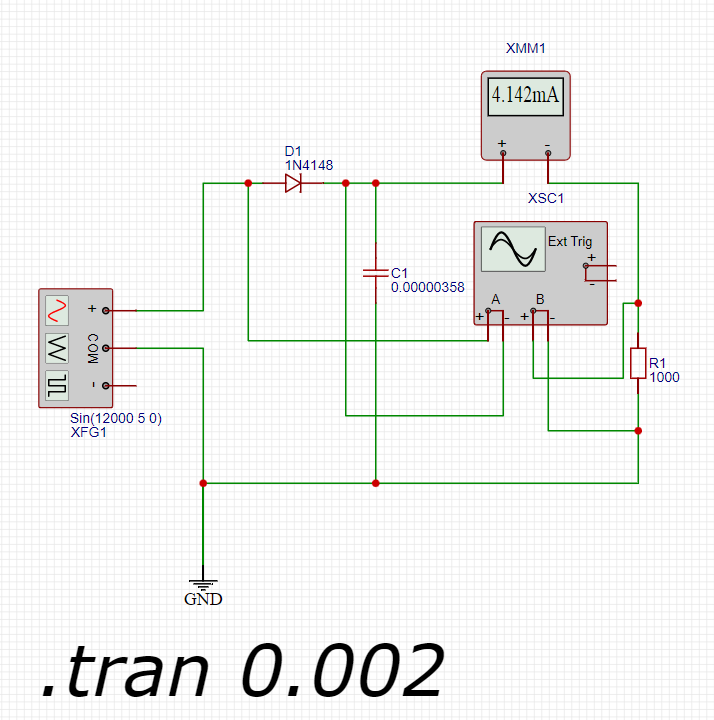 XMM1
4.142mA
+ -
D1
1N4148
XSC1
Ext Trig
+
-
A B
+ - + -
C1
0.00000358
+
COM
-
R1
1000
Sin(12000 5 0)
XFG1
GND
.tran 0.002